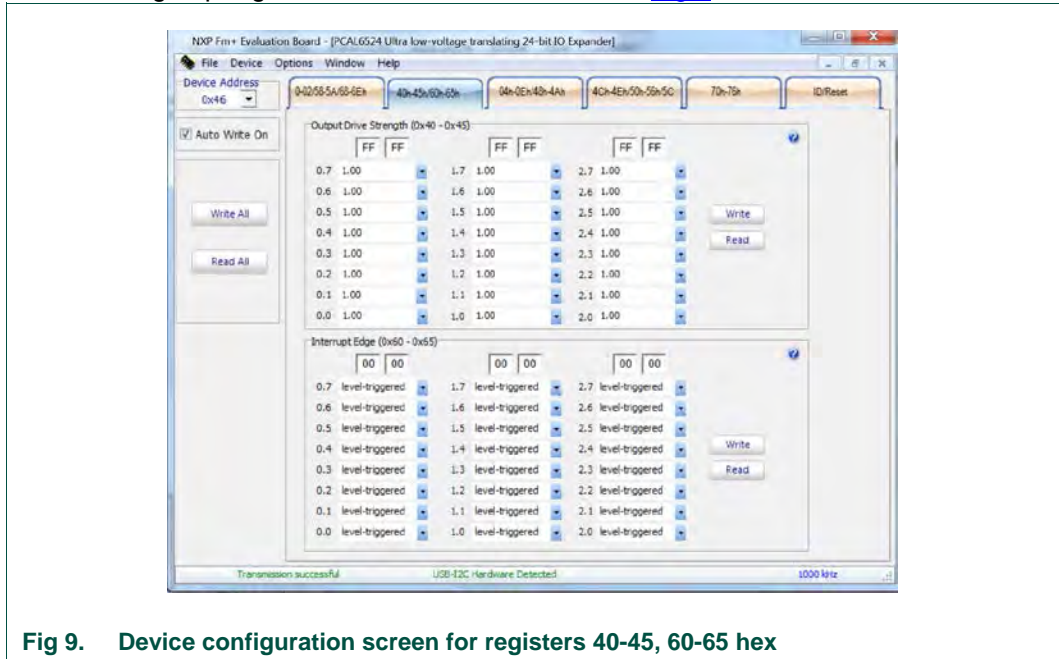 NXP Fm+ Evaluation Board - [PCAL6524 Ultra low-voltage translating 24-bit IO Expander]
File Device Options Window Help
Device Address
0x46
Auto Write On
Write All
Read All
0-02/58-5A/68-6Eh 40h-45h/60h-65h 04h-0Eh/48h-4Ah 4Ch-4Eh/50h-56h/5C 70h-76h ID/Reset
Output Drive Strength (0x40 - 0x45)
FF FF FF FF FF FF
0.7 1.00 1.7 1.00 2.7 1.00
0.6 1.00 1.6 1.00 2.6 1.00
0.5 1.00 1.5 1.00 2.5 1.00
0.4 1.00 1.4 1.00 2.4 1.00
0.3 1.00 1.3 1.00 2.3 1.00
0.2 1.00 1.2 1.00 2.2 1.00
0.1 1.00 1.1 1.00 2.1 1.00
0.0 1.00 1.0 1.00 2.0 1.00
Write
Read
Interrupt Edge (0x60 - 0x65)
00 00 00 00 00 00
0.7 level-triggered 1.7 level-triggered 2.7 level-triggered
0.6 level-triggered 1.6 level-triggered 2.6 level-triggered
0.5 level-triggered 1.5 level-triggered 2.5 level-triggered
0.4 level-triggered 1.4 level-triggered 2.4 level-triggered
0.3 level-triggered 1.3 level-triggered 2.3 level-triggered
0.2 level-triggered 1.2 level-triggered 2.2 level-triggered
0.1 level-triggered 1.1 level-triggered 2.1 level-triggered
0.0 level-triggered 1.0 level-triggered 2.0 level-triggered
Write
Read
Transmission successful USB-I2C Hardware Detected 1000 kHz
Fig 9. Device configuration screen for registers 40-45, 60-65 hex